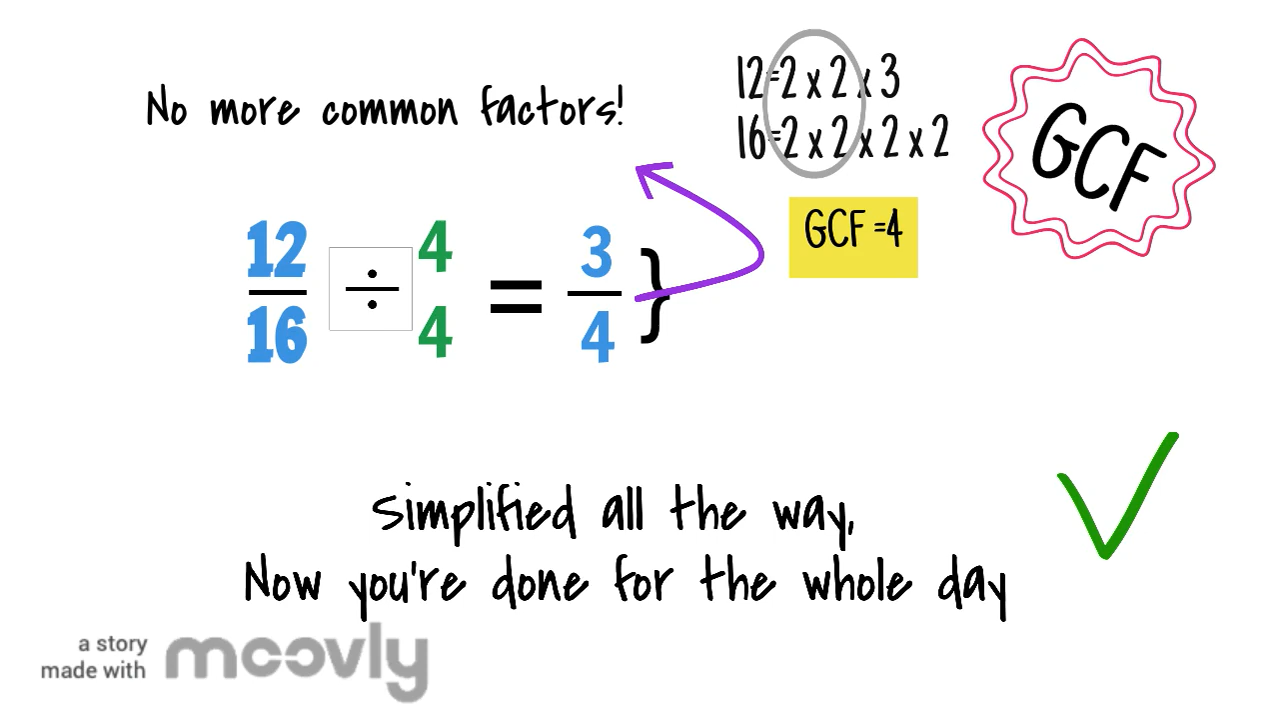 No more common factors!
12=2 x 2 x 3
16=2 x 2 x 2 x 2
GCF
GCF =4
12 4 3
÷ = }
16 4 4
Simplified all the way,
Now you're done for the whole day
a story
made with moovly